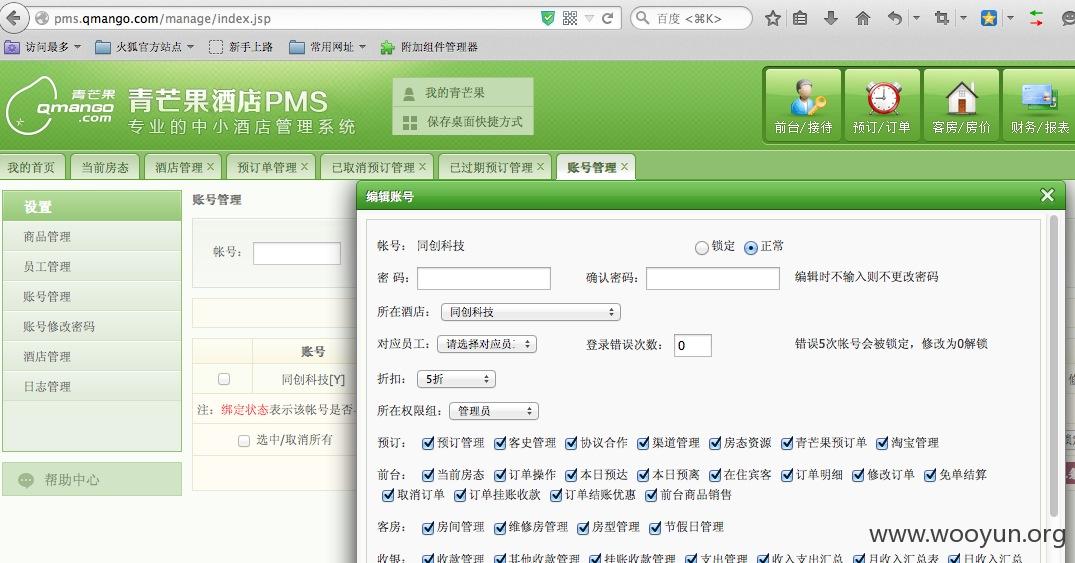 pms.qmango.com/manage/index.jsp
百度 <⌘K>
访问最多 火狐官方站点 新手上路 常用网址 附加组件管理器
青芒果 qmango .com
青芒果酒店PMS
专业的中小酒店管理系统
我的青芒果
保存桌面快捷方式
前台/接待 预订/订单 客房/房价 财务/报表
我的首页 当前房态 酒店管理 × 预订单管理 × 已取消预订管理 × 已过期预订管理 × 账号管理 ×
设置
商品管理
员工管理
账号管理
账号修改密码
酒店管理
日志管理
帮助中心
账号管理
帐号：
账号
同创科技[Y]
注：绑定状态表示该帐号是否
选中/取消所有
编辑账号
帐号： 同创科技 锁定 正常
密 码： 确认密码： 编辑时不输入则不更改密码
所在酒店： 同创科技
对应员工： 请选择对应员 登录错误次数： 0 错误5次帐号会被锁定，修改为0解锁
折扣： 5折
所在权限组： 管理员
预订： 预订管理 客史管理 协议合作 渠道管理 房态资源 青芒果预订单 淘宝管理
前台： 当前房态 订单操作 本日预达 本日预离 在住宾客 订单明细 修改订单 免单结算
取消订单 订单挂账收款 订单结账优惠 前台商品销售
客房： 房间管理 维修房管理 房型管理 节假日管理
收银： 收款管理 其他收款管理 挂账收款管理 支出管理 收入支出汇总 月收入汇总表 日收入汇总
www.wooyun.org